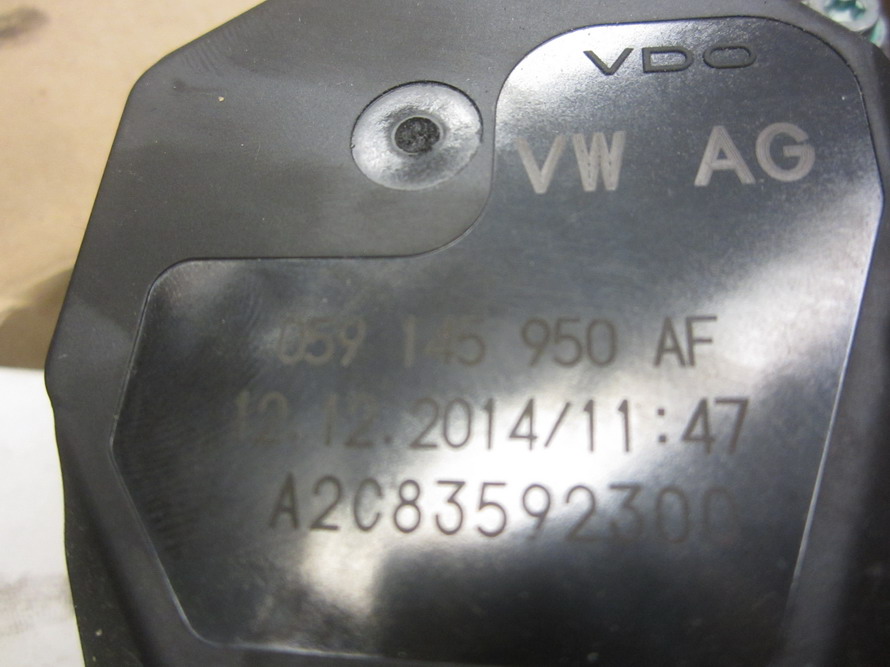 VDO
VW AG
059 145 950 AF
12.12.2014/11:47
A2C83592300